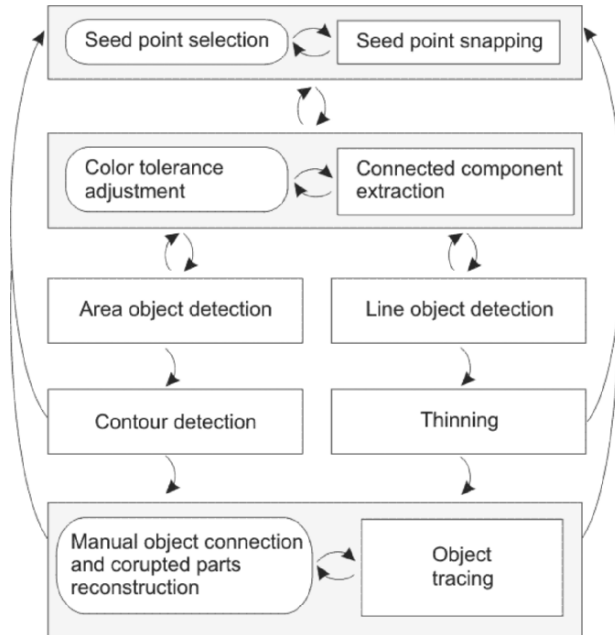 Seed point selection
Seed point snapping
Color tolerance
adjustment
Connected component
extraction
Area object detection
Line object detection
Contour detection
Thinning
Manual object connection
and corupted parts
reconstruction
Object
tracing